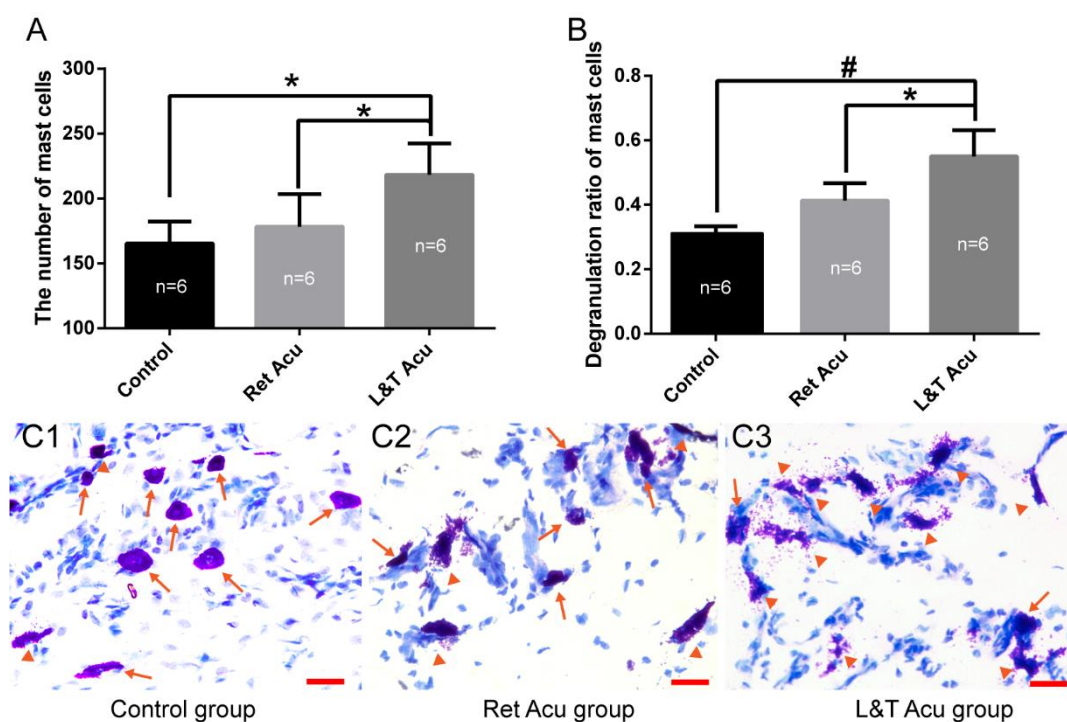 A
The number of mast cells
300
250
200
150
100
*
*
n=6
n=6
n=6
Control
Ret Acu
L&T Acu
B
Degranulation ratio of mast cells
0.8
0.6
0.4
0.2
0.0
#
*
n=6
n=6
n=6
Control
Ret Acu
L&T Acu
C1
C2
C3
Control group
Ret Acu group
L&T Acu group